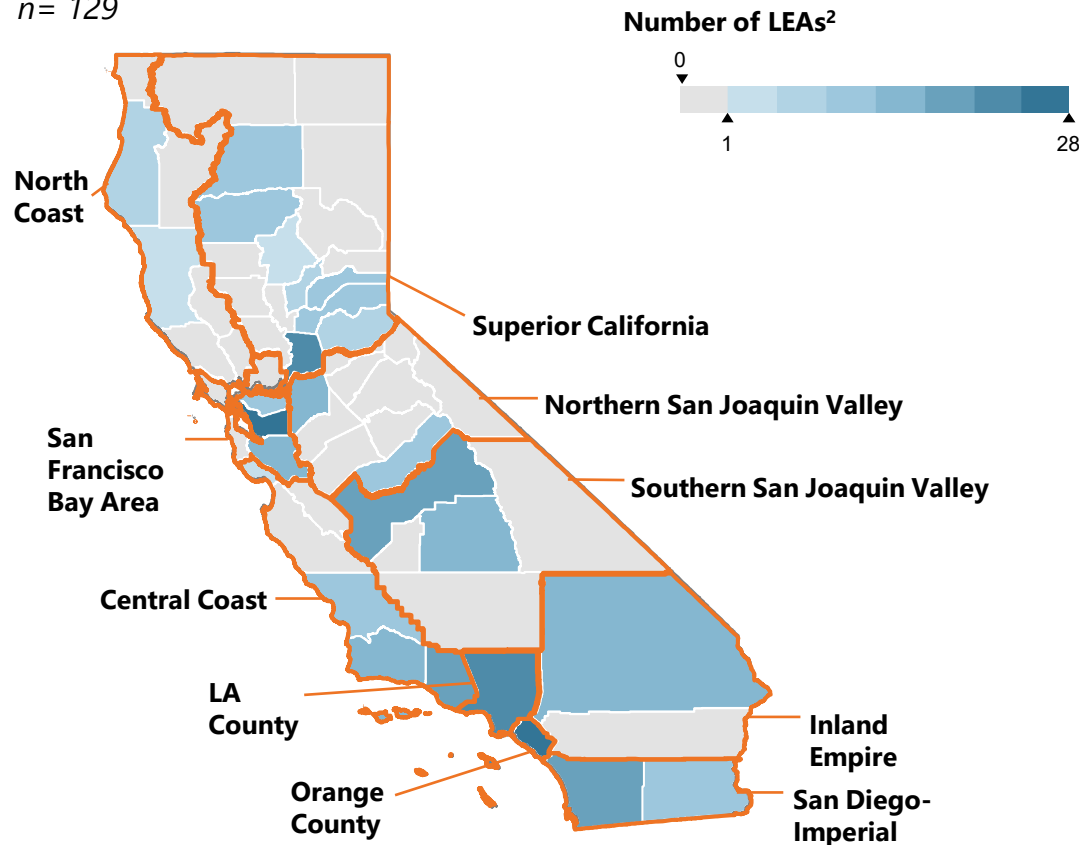 n= 129
Number of LEAs²
0
1
28
North
Coast
Superior California
Northern San Joaquin Valley
San
Francisco
Bay Area
Southern San Joaquin Valley
Central Coast
LA
County
Inland
Empire
Orange
County
San Diego-
Imperial